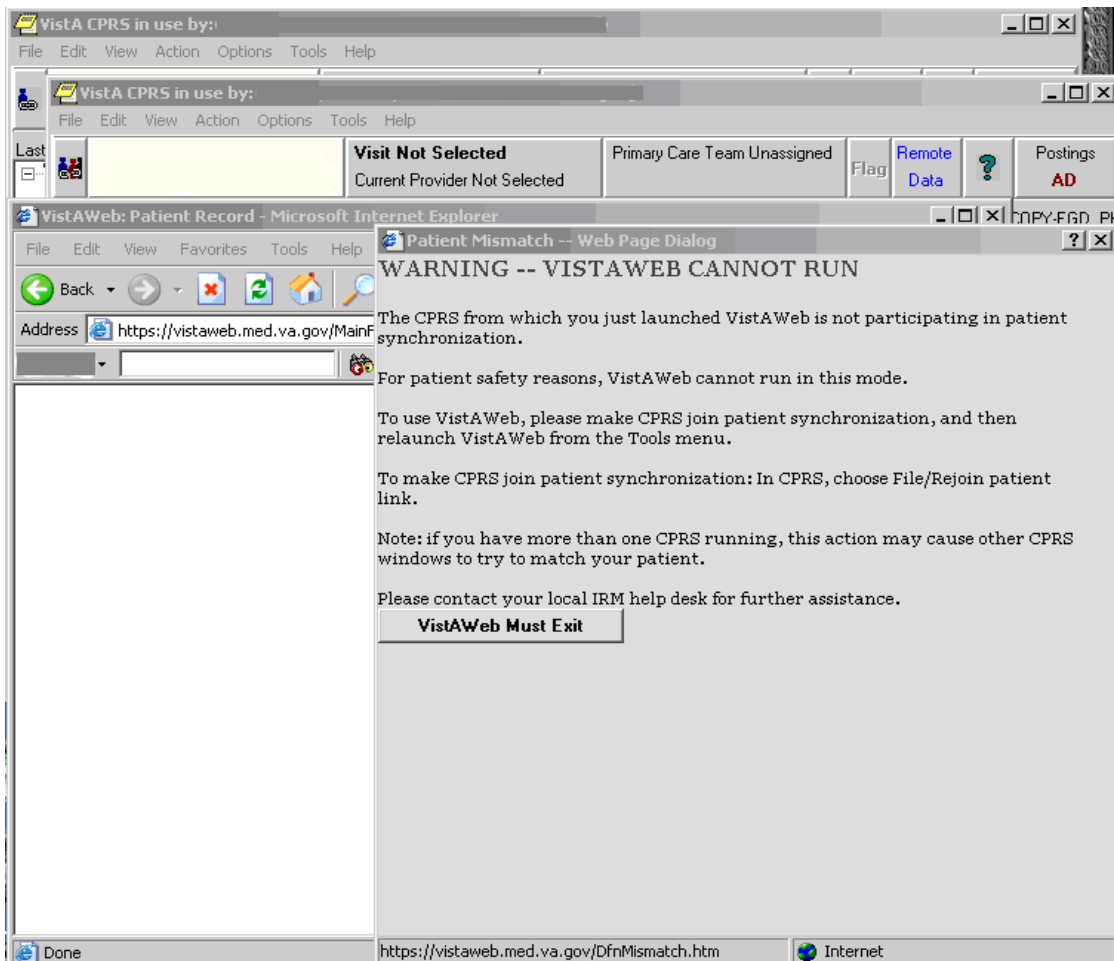 VistA CPRS in use by:
File Edit View Action Options Tools Help
VistA CPRS in use by:
File Edit View Action Options Tools Help
Last
Visit Not Selected
Current Provider Not Selected
Primary Care Team Unassigned
Flag
Remote
Data
?
Postings
AD
VistAWeb: Patient Record - Microsoft Internet Explorer
File Edit View Favorites Tools Help
Back
Address https://vistaweb.med.va.gov/MainF
Patient Mismatch -- Web Page Dialog
WARNING -- VISTAWEB CANNOT RUN
The CPRS from which you just launched VistAWeb is not participating in patient
synchronization.
For patient safety reasons, VistAWeb cannot run in this mode.
To use VistAWeb, please make CPRS join patient synchronization, and then
relaunch VistAWeb from the Tools menu.
To make CPRS join patient synchronization: In CPRS, choose File/Rejoin patient
link.
Note: if you have more than one CPRS running, this action may cause other CPRS
windows to try to match your patient.
Please contact your local IRM help desk for further assistance.
VistAWeb Must Exit
Done
https://vistaweb.med.va.gov/DfnMismatch.htm
Internet